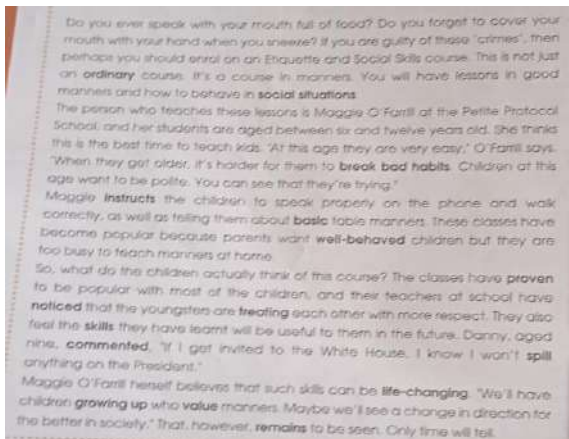 Do you ever speak with your mouth full of food? Do you forget to cover your
mouth with your hand when you sneeze? If you are guilty of these 'crimes', then
perhaps you should enrol on an Etiquette and Social Skills course. This is not just
an ordinary course. It's a course in manners. You will have lessons in good
manners and how to behave in social situations.
The person who teaches these lessons is Maggie O'Farrill at the Petite Protocol
School, and her students are aged between six and twelve years old. She thinks
this is the best time to teach kids. "At this age they are very easy," O'Farrill says.
"When they get older, it's harder for them to break bad habits. Children at this
age want to be polite. You can see that they're trying."
Maggie instructs the children to speak properly on the phone and walk
correctly, as well as telling them about basic table manners. These classes have
become popular because parents want well-behaved children but they are
too busy to teach manners at home.
So, what do the children actually think of this course? The classes have proven
to be popular with most of the children, and their teachers at school have
noticed that the youngsters are treating each other with more respect. They also
feel the skills they have learnt will be useful to them in the future. Danny, aged
nine, commented, "If I get invited to the White House, I know I won't spill
anything on the President."
Maggie O'Farrill herself believes that such skills can be life-changing. "We'll have
children growing up who value manners. Maybe we'll see a change in direction for
the better in society." That, however, remains to be seen. Only time will tell.